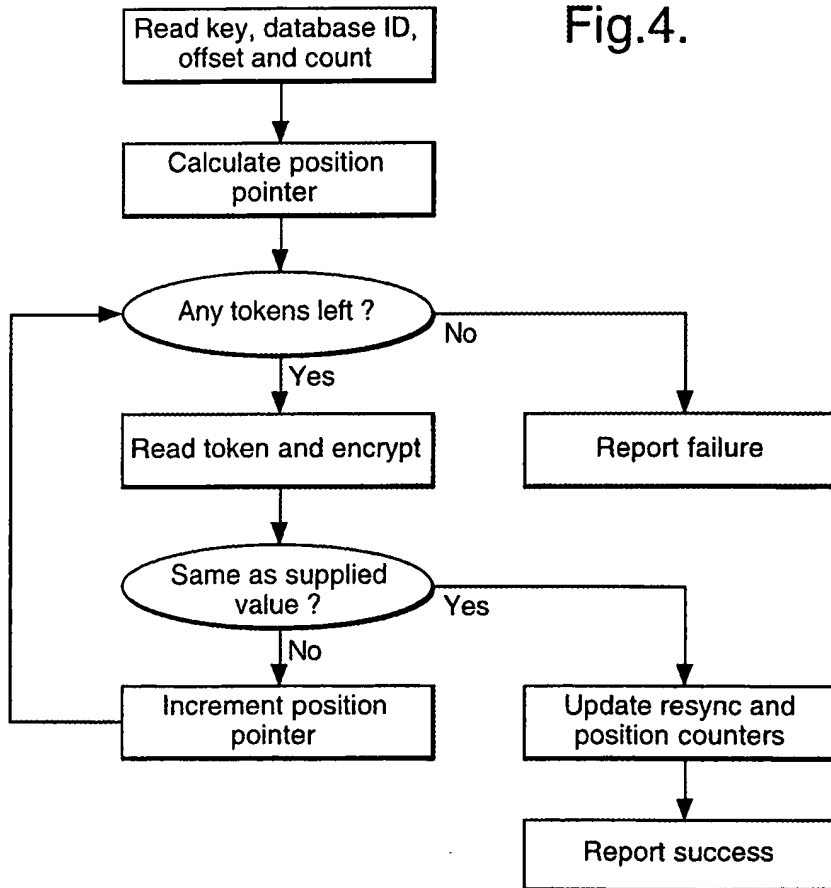 Fig.4.
Read key, database ID,
offset and count
Calculate position
pointer
Any tokens left ?
No
Yes
Read token and encrypt
Report failure
Same as supplied
value ?
Yes
No
Increment position
pointer
Update resync and
position counters
Report success